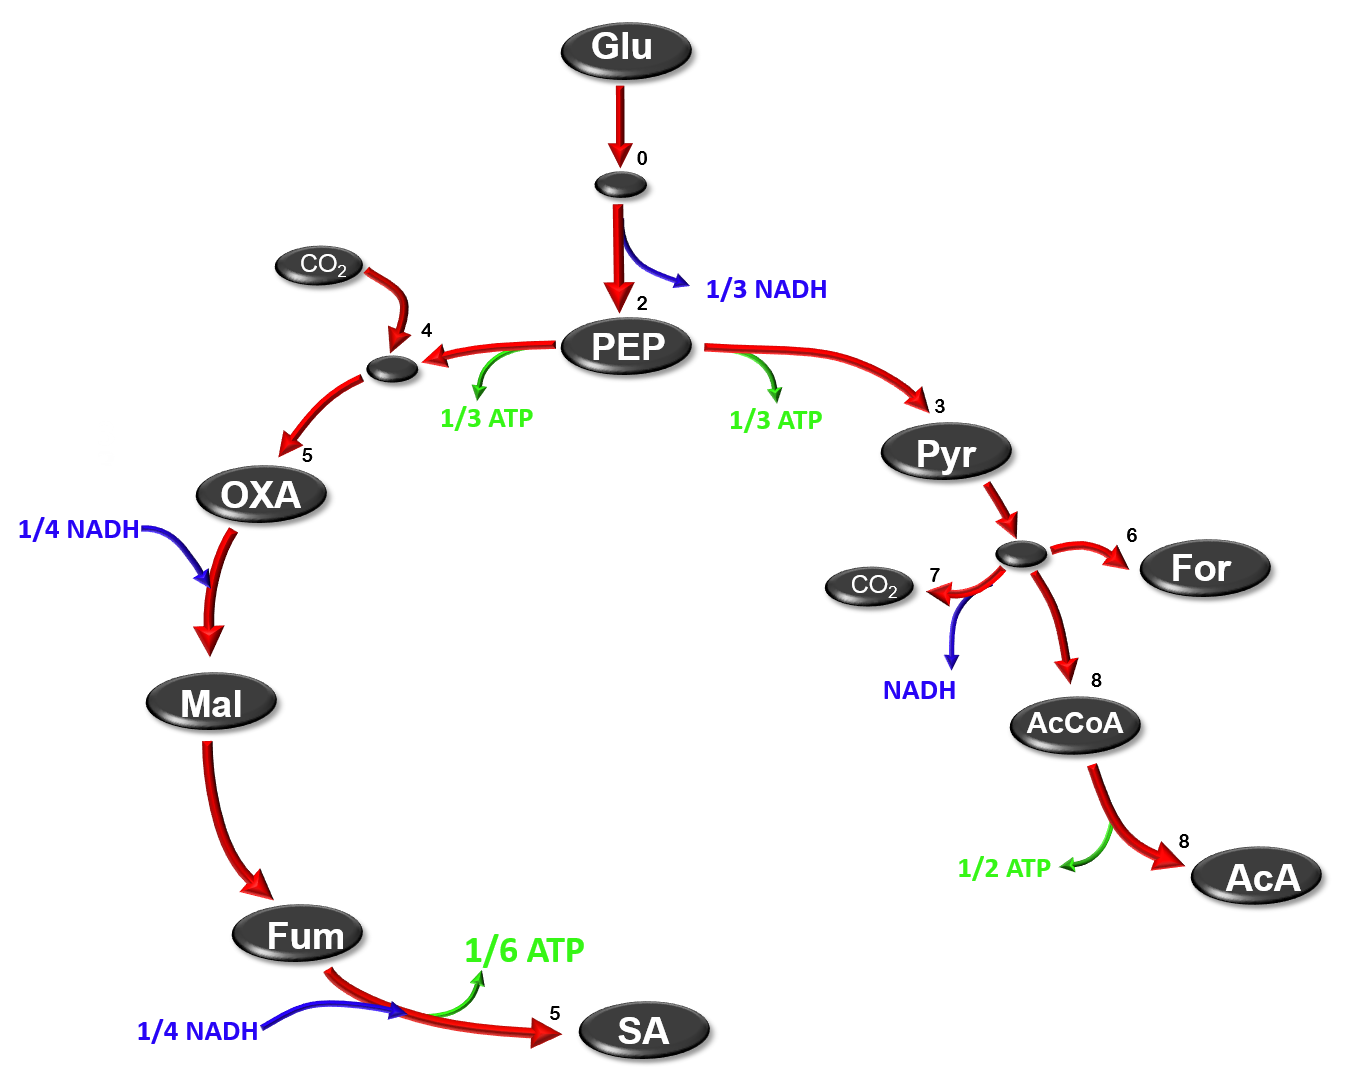 Glu
0
CO2
1/3 NADH
2
4
PEP
1/3 ATP
1/3 ATP
3
Pyr
5
OXA
1/4 NADH
6
For
CO2
7
NADH
8
AcCoA
Mal
8
1/2 ATP
AcA
Fum
1/6 ATP
1/4 NADH
5
SA